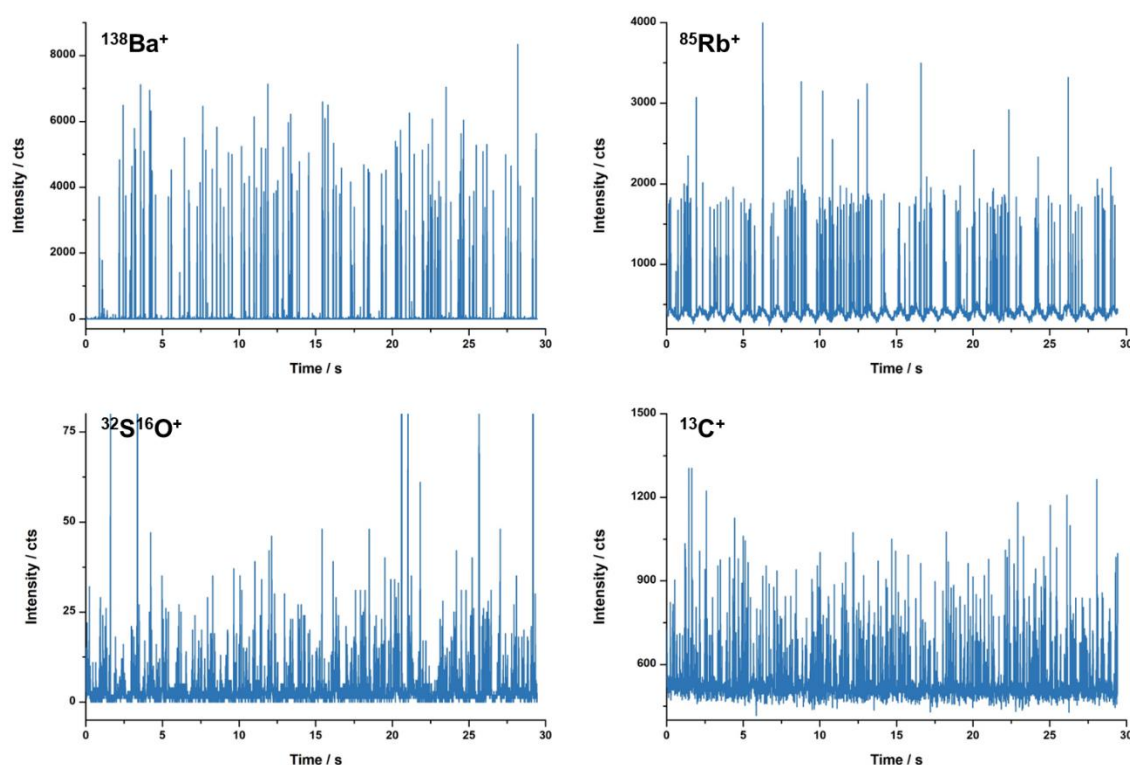 ¹³⁸Ba⁺
8000
6000
4000
2000
0
Intensity / cts
0 5 10 15 20 25 30
Time / s
⁸⁵Rb⁺
4000
3000
2000
1000
Intensity / cts
0 5 10 15 20 25 30
Time / s
³²S¹⁶O⁺
75
50
25
0
Intensity / cts
0 5 10 15 20 25 30
Time / s
¹³C⁺
1500
1200
900
600
Intensity / cts
0 5 10 15 20 25 30
Time / s